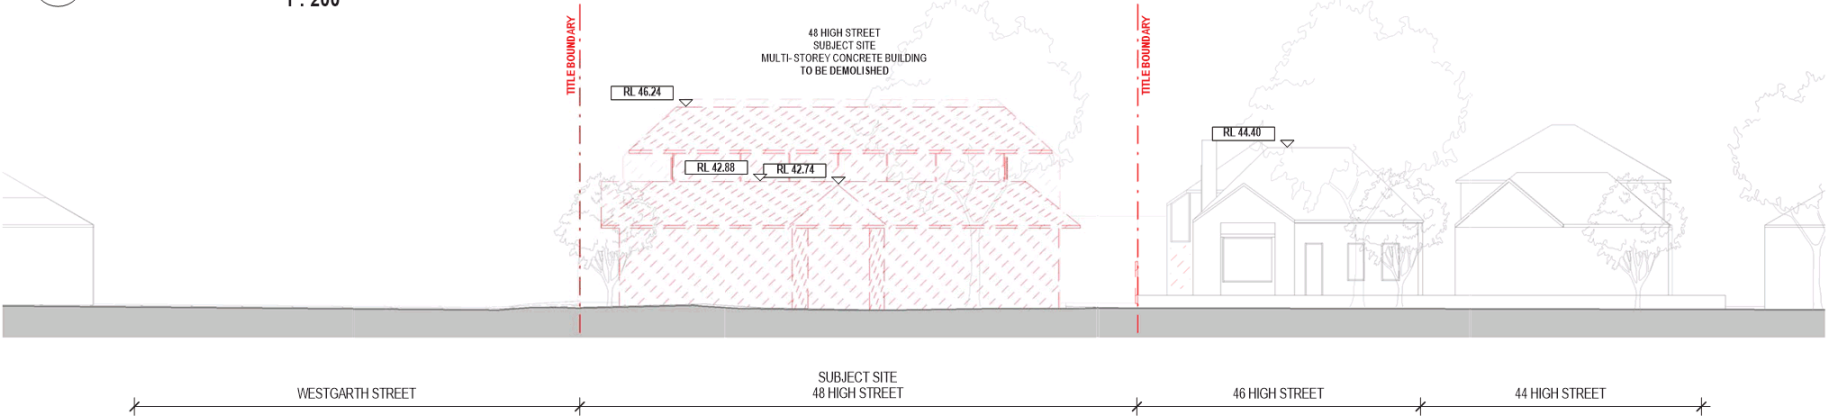 1 : 200
TITLE BOUNDARY
48 HIGH STREET
SUBJECT SITE
MULTI-STOREY CONCRETE BUILDING
TO BE DEMOLISHED
TITLE BOUNDARY
RL 46.24
RL 44.40
RL 42.88
RL 42.74
SUBJECT SITE
WESTGARTH STREET
48 HIGH STREET
46 HIGH STREET
44 HIGH STREET